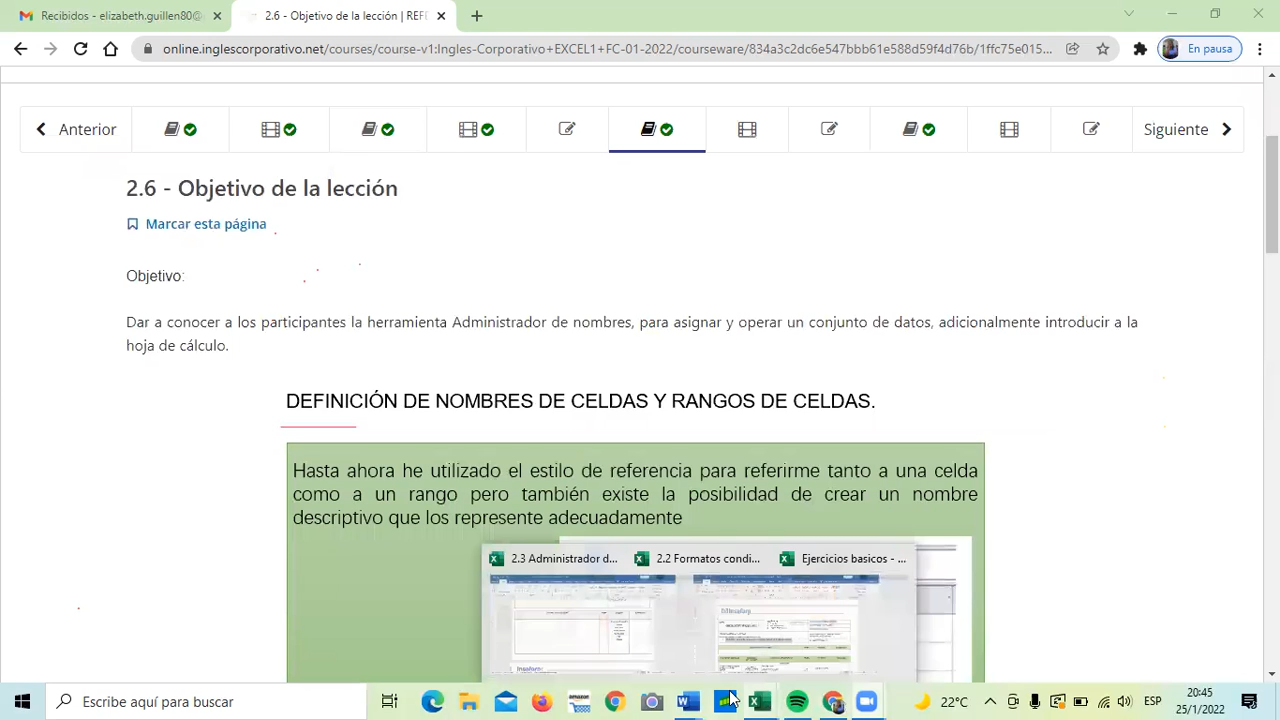 Recibidos - elizabeth.guillen80@
2.6 - Objetivo de la lección | REF
online.inglescorporativo.net/courses/course-v1:Ingles-Corporativo+EXCEL1+FC-01-2022/courseware/834a3c2dc6e547bbb61e588d59f4d76b/1ffc75e015...
En pausa
Anterior
Siguiente
2.6 - Objetivo de la lección
Marcar esta página
Objetivo:
Dar a conocer a los participantes la herramienta Administrador de nombres, para asignar y operar un conjunto de datos, adicionalmente introducir a la
hoja de cálculo.
DEFINICIÓN DE NOMBRES DE CELDAS Y RANGOS DE CELDAS.
Hasta ahora he utilizado el estilo de referencia para referirme tanto a una celda
como a un rango pero también existe la posibilidad de crear un nombre
descriptivo que los represente adecuadamente
2.3 Administrador d...
2.2 Formatos condi...
Ejercicios basicos - ...
Escribe aquí para buscar
22°C
ESP
20:45
25/1/2022